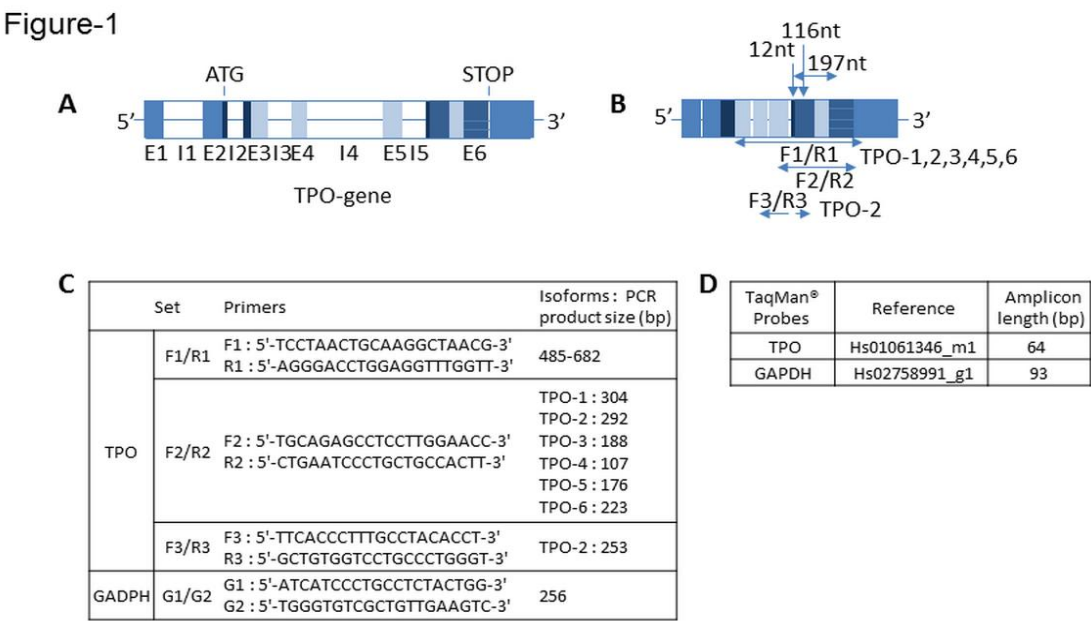 Figure-1
A
ATG
STOP
5’
3’
E1 I1 E2 I2 E3 I3 E4 I4 E5 I5 E6
TPO-gene
B
116nt
12nt
197nt
5’
3’
F1/R1 TPO-1,2,3,4,5,6
F2/R2
F3/R3 TPO-2
C
Set Primers Isoforms : PCR product size (bp)
TPO
F1/R1
F1 : 5'-TCCTAACTGCAAGGCTAACG-3'
R1 : 5'-AGGGACCTGGAGGTTTGGTT-3'
485-682
F2/R2
F2 : 5'-TGCAGAGCCTCCTTGGAACC-3'
R2 : 5'-CTGAATCCCTGCTGCCACTT-3'
TPO-1 : 304
TPO-2 : 292
TPO-3 : 188
TPO-4 : 107
TPO-5 : 176
TPO-6 : 223
F3/R3
F3 : 5'-TTCACCCTTTGCCTACACCT-3'
R3 : 5'-GCTGTGGTCCTGCCCTGGGT-3'
TPO-2 : 253
GADPH
G1/G2
G1 : 5'-ATCATCCCTGCCTCTACTGG-3'
G2 : 5'-TGGGTGTCGCTGTTGAAGTC-3'
256
D
TaqMan® Probes Reference Amplicon length (bp)
TPO Hs01061346_m1 64
GAPDH Hs02758991_g1 93